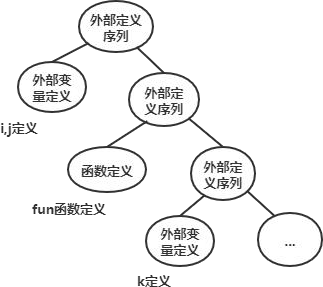 外部定义
序列
外部变
量定义
外部定
义序列
i,j定义
函数定义
外部定
义序列
fun函数定义
外部变
量定义
...
k定义